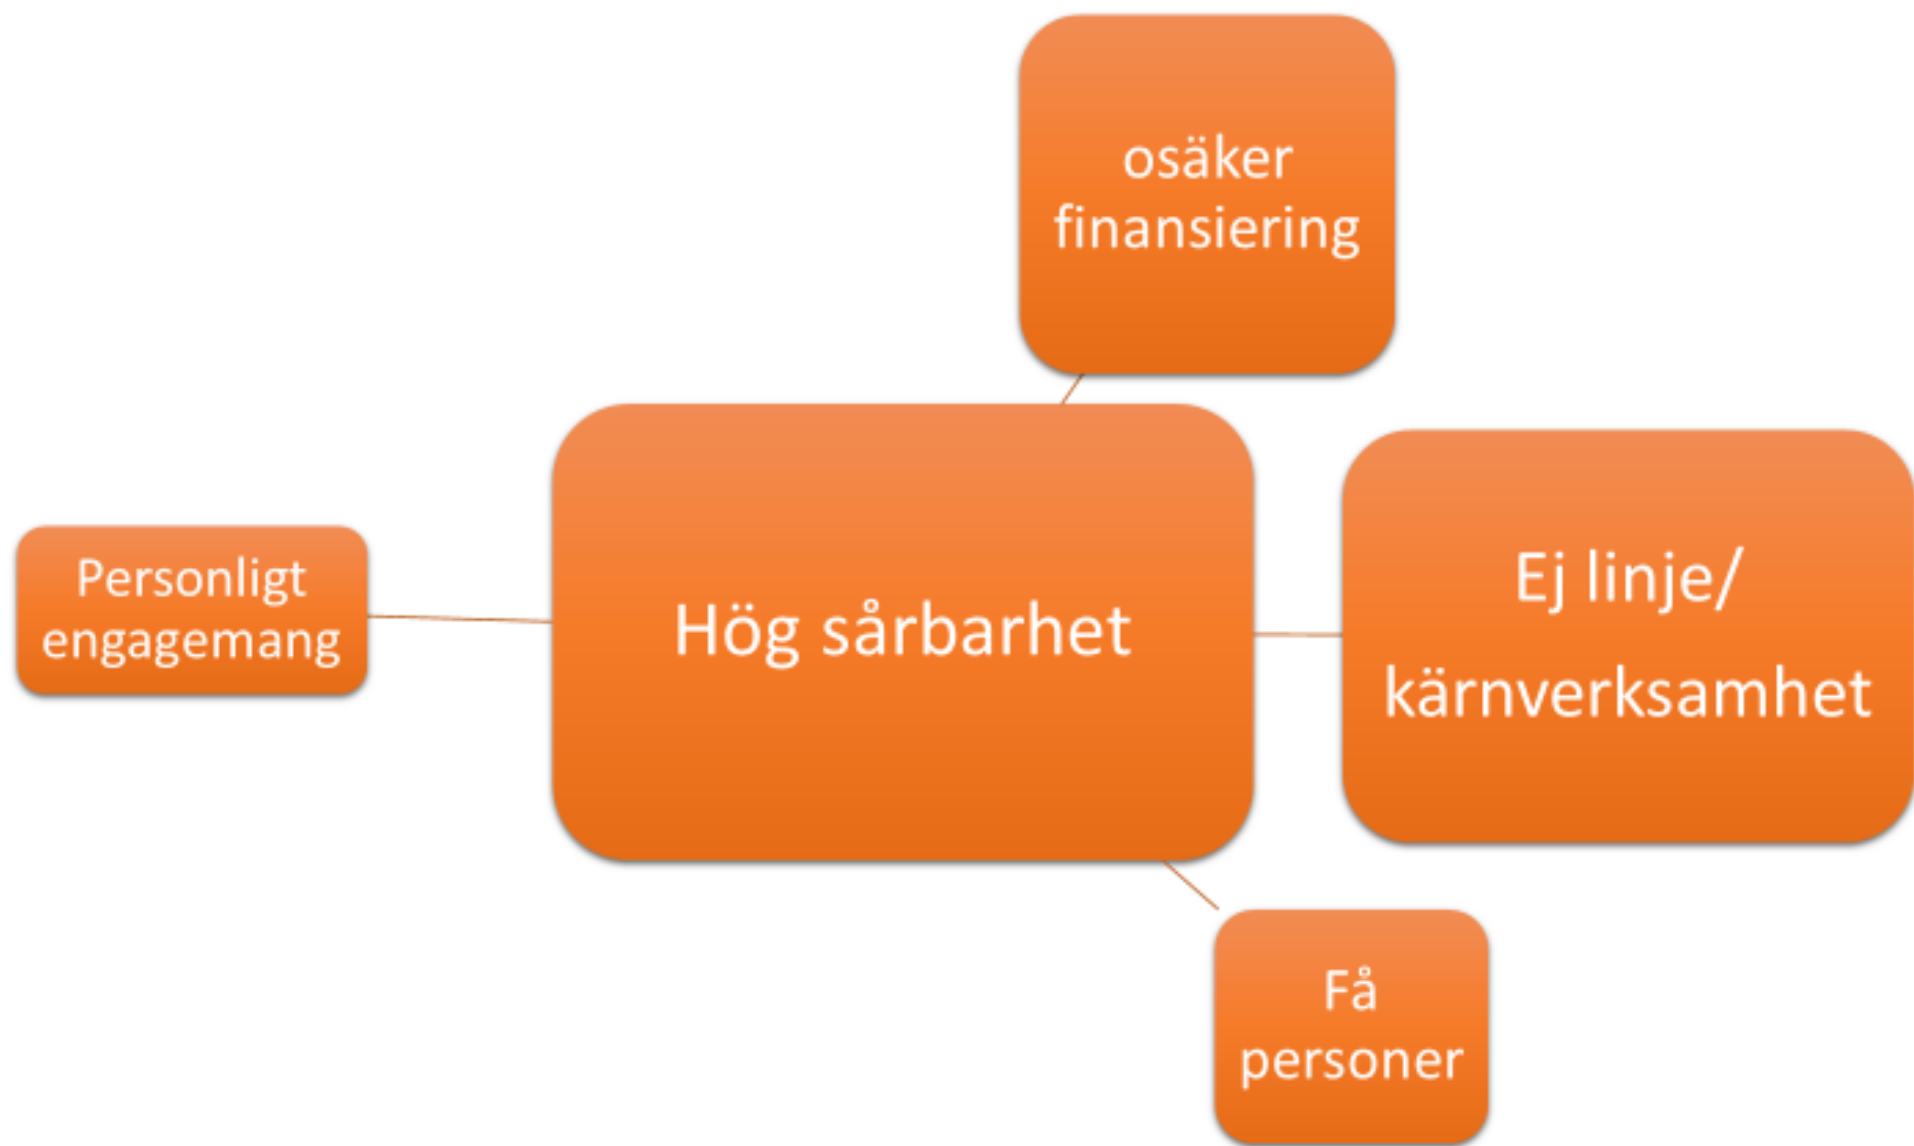 osäker
finansiering
Personligt
engagemang
Hög sårbarhet
Ej linje/
kärnverksamhet
Få
personer